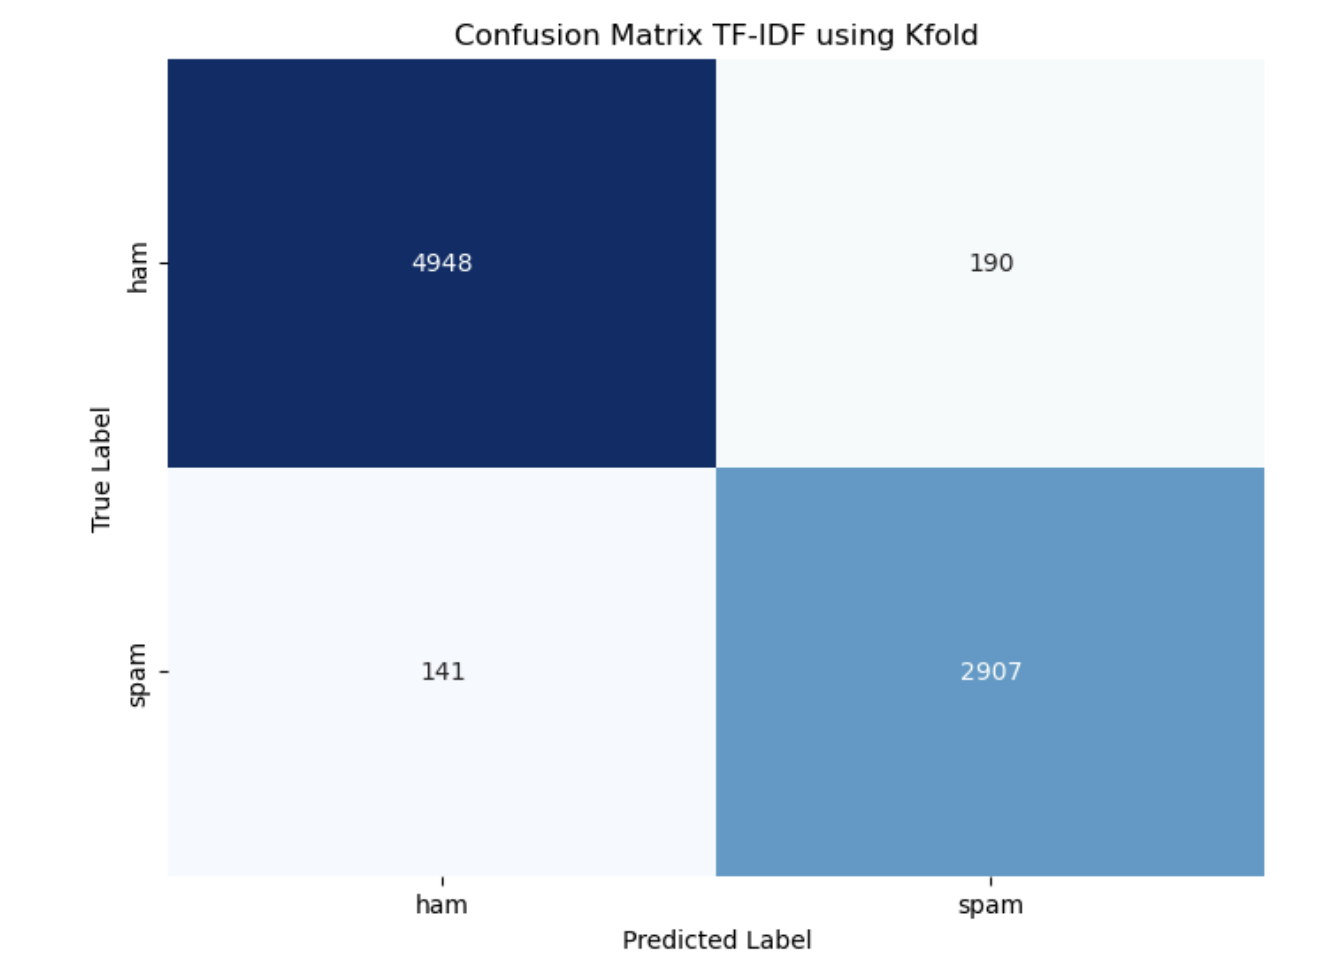 Confusion Matrix TF-IDF using Kfold
True Label
ham
4948
190
spam
141
2907
ham
spam
Predicted Label